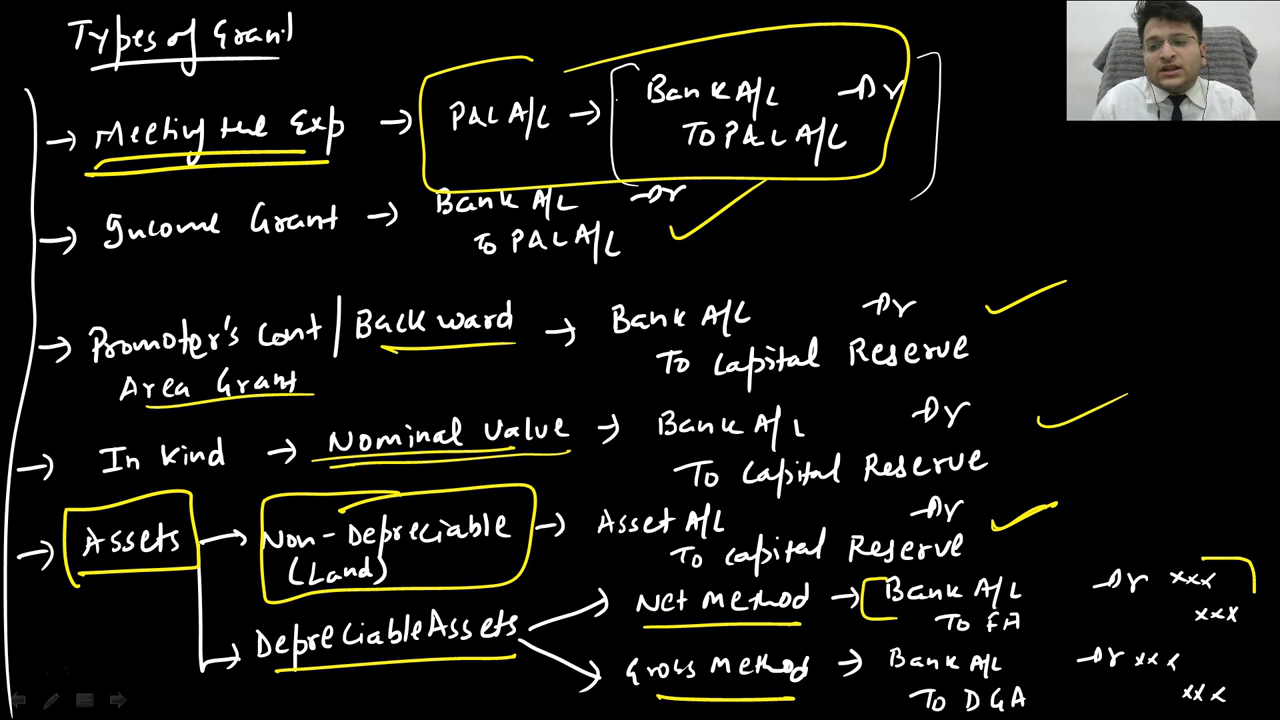 Types of Grant
→ Meeting the Exp → P&L A/L → [Bank A/L Dr
To P&L A/L]
→ Income Grant → Bank A/L Dr
To P&L A/L
→ Promoter's Cont | Backward → Bank A/L Dr
Area Grant To Capital Reserve
→ In Kind → Nominal Value → Bank A/L Dr
To Capital Reserve
→ Assets → Non-Depreciable → Asset A/L Dr
(Land) To Capital Reserve
→ Depreciable Assets → Net Method → Bank A/L Dr xxx
To FA xxx
→ Gross Method → Bank A/L Dr xxx
To DGA xxx